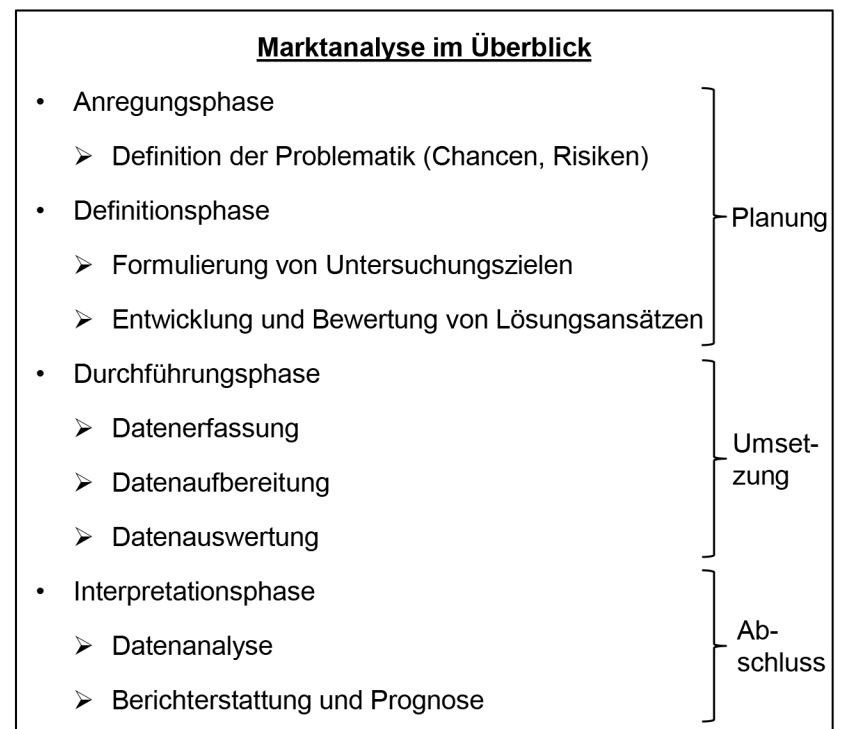 Marktanalyse im Überblick
• Anregungsphase
➢ Definition der Problematik (Chancen, Risiken)
• Definitionsphase
➢ Formulierung von Untersuchungszielen
➢ Entwicklung und Bewertung von Lösungsansätzen
Planung
• Durchführungsphase
➢ Datenerfassung
➢ Datenaufbereitung
➢ Datenauswertung
Umset-
zung
• Interpretationsphase
➢ Datenanalyse
➢ Berichterstattung und Prognose
Ab-
schluss